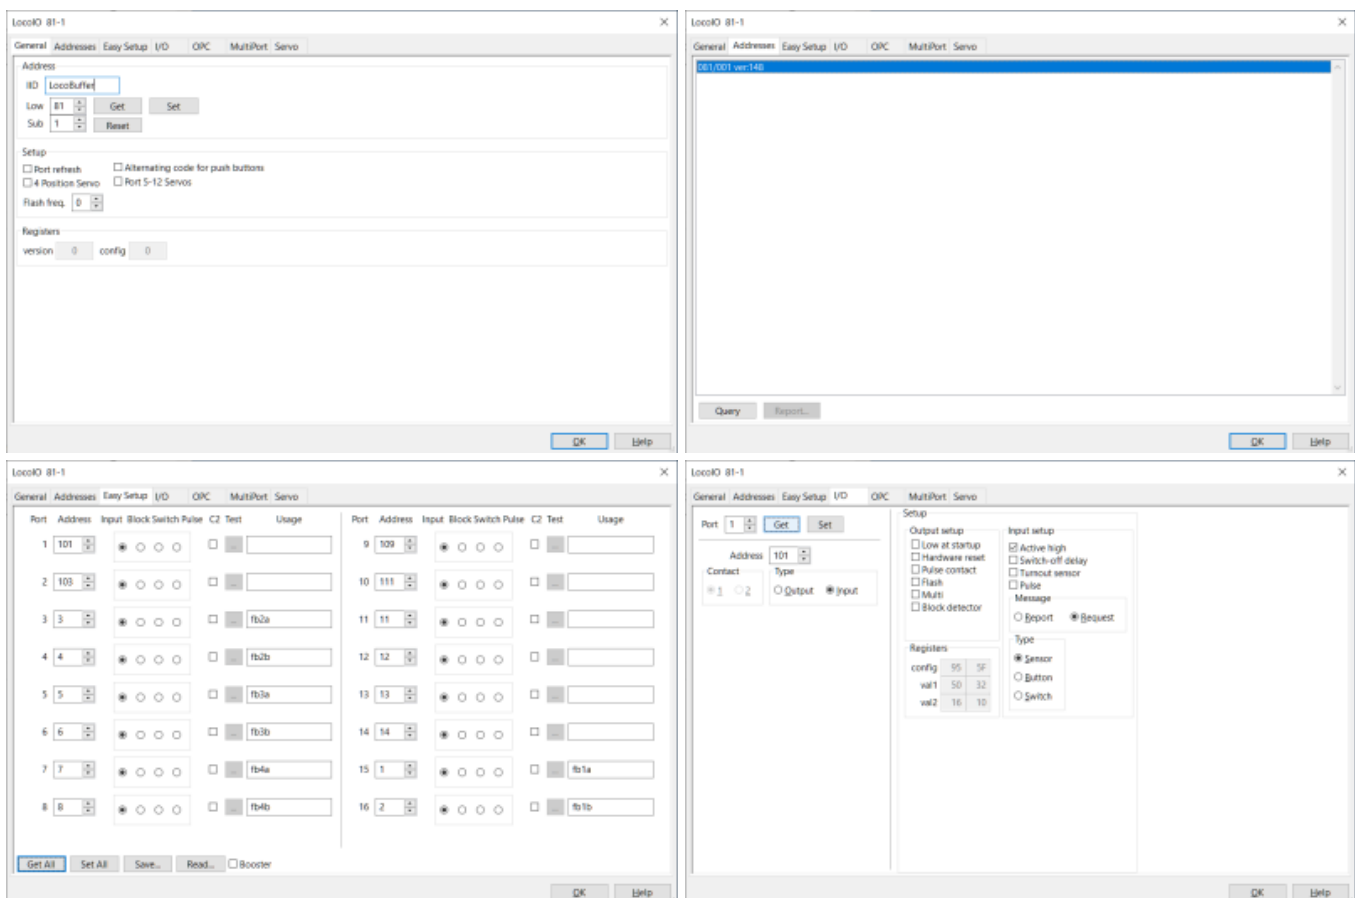 LocoIO 81-1
General Addresses Easy Setup I/O OPC MultiPort Servo
Address
IID LocoBuffer
Low 81 Get Set
Sub 1 Reset
Setup
Port refresh Alternating code for push buttons
4 Position Servo Port 5-12 Servos
Flash freq. 0
Registers
version 0 config 0
OK Help
LocoIO 81-1
General Addresses Easy Setup I/O OPC MultiPort Servo
081/001 ver:148
Query Report...
OK Help
LocoIO 81-1
General Addresses Easy Setup I/O OPC MultiPort Servo
Port Address Input Block Switch Pulse C2 Test Usage Port Address Input Block Switch Pulse C2 Test Usage
1 101 ... 9 109 ...
2 103 ... 10 111 ...
3 3 ... fb2a 11 11 ...
4 4 ... fb2b 12 12 ...
5 5 ... fb3a 13 13 ...
6 6 ... fb3b 14 14 ...
7 7 ... fb4a 15 1 ... fb1a
8 8 ... fb4b 16 2 ... fb1b
Get All Set All Save... Read... Booster
OK Help
LocoIO 81-1
General Addresses Easy Setup I/O OPC MultiPort Servo
Port 1 Get Set
Address 101
Contact Type
1 2 Output Input
Setup
Output setup Input setup
Low at startup Active high
Hardware reset Switch-off delay
Pulse contact Turnout sensor
Flash Pulse
Multi Message
Block detector Report Request
Registers Type
config 95 5F Sensor
val1 50 32 Button
val2 16 10 Switch
OK Help